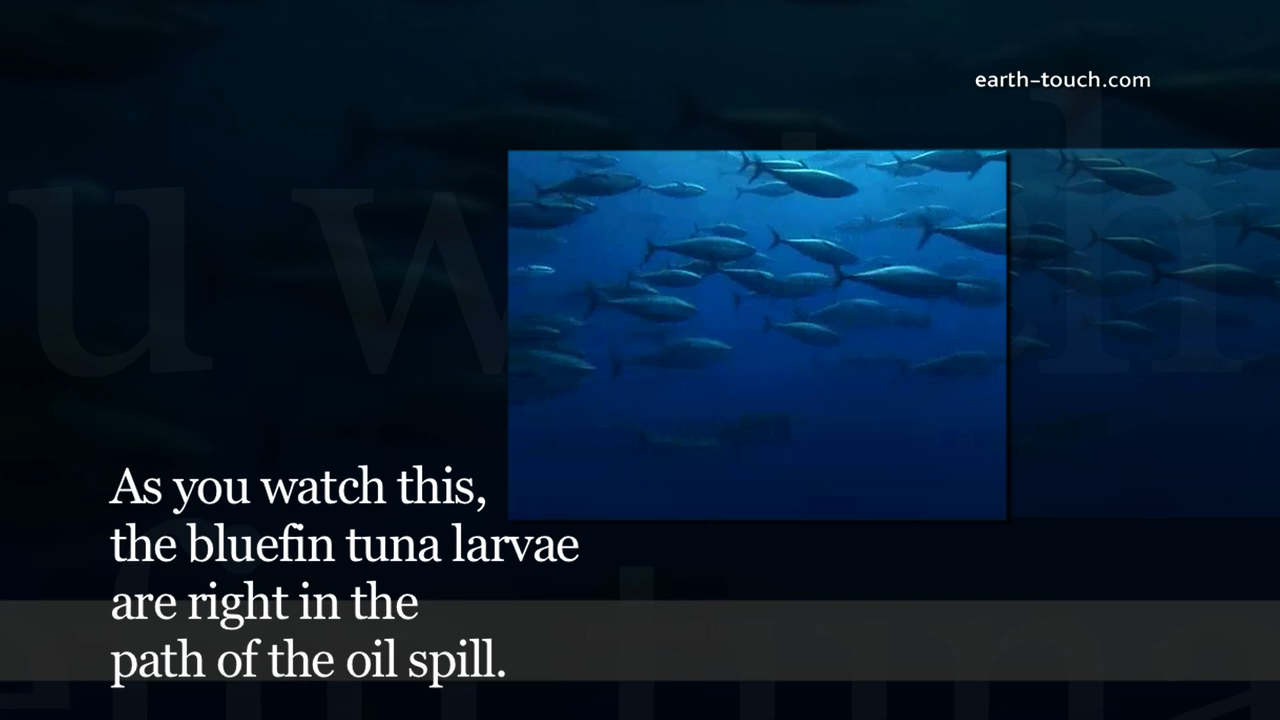 earth-touch.com
As you watch this,
the bluefin tuna larvae
are right in the
path of the oil spill.